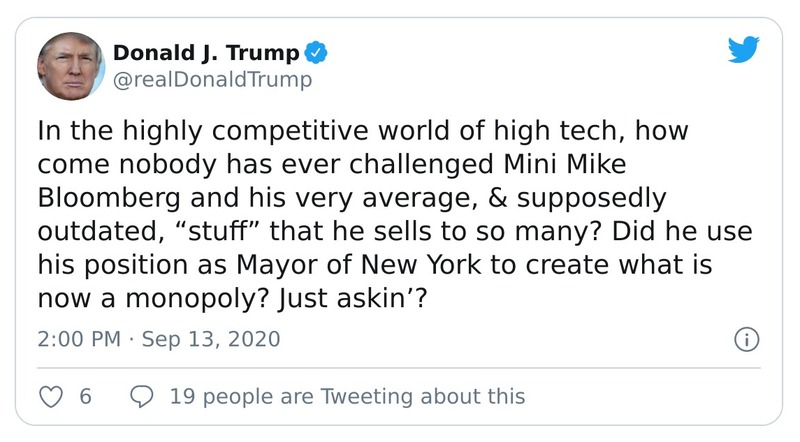 Donald J. Trump
@realDonaldTrump
In the highly competitive world of high tech, how
come nobody has ever challenged Mini Mike
Bloomberg and his very average, & supposedly
outdated, “stuff” that he sells to so many? Did he use
his position as Mayor of New York to create what is
now a monopoly? Just askin’?
2:00 PM · Sep 13, 2020
6 19 people are Tweeting about this